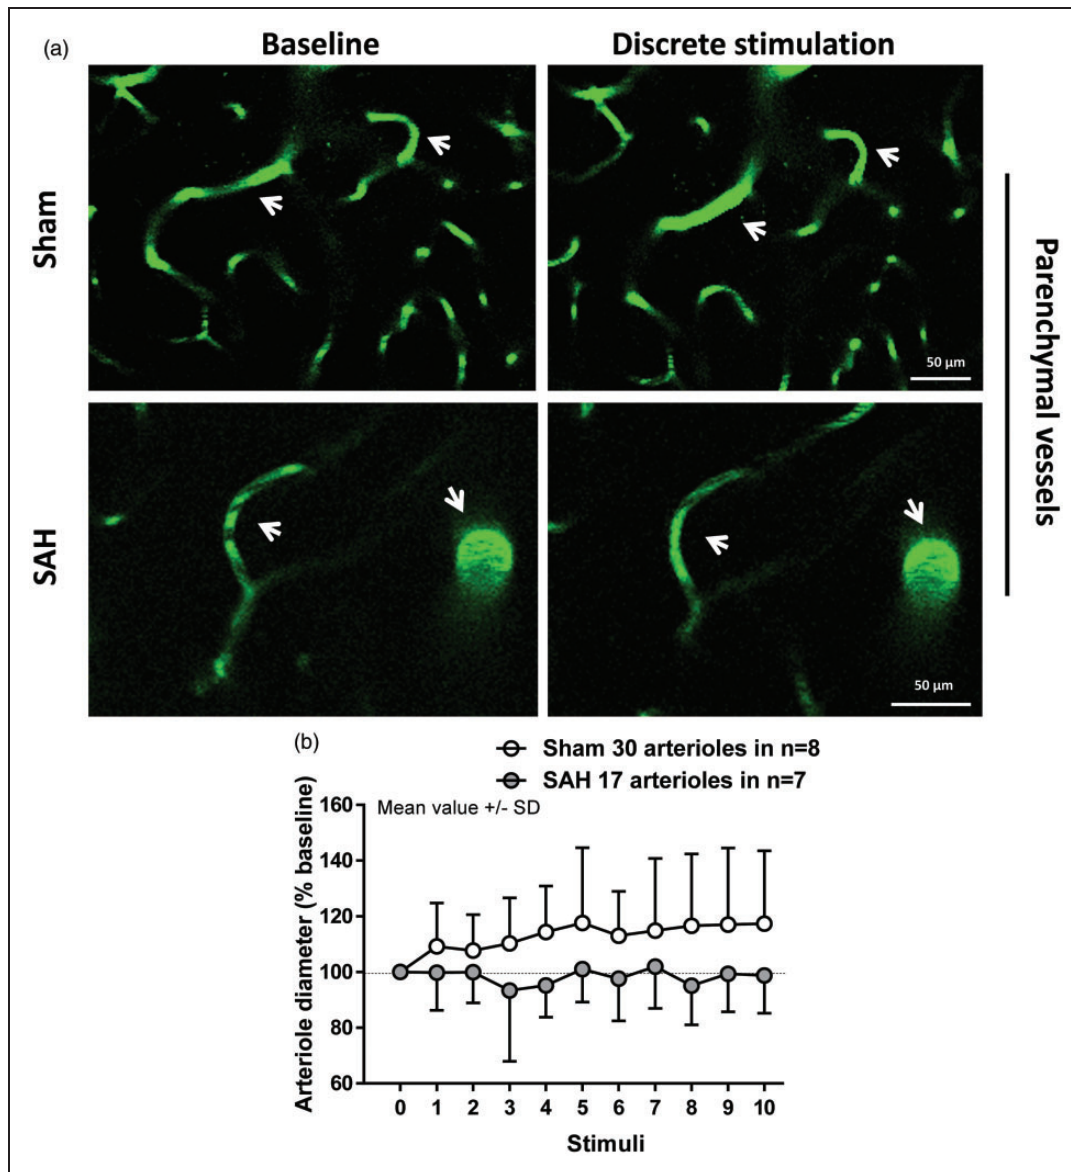 (a)
Baseline
Discrete stimulation
Sham
50 µm
SAH
50 µm
Parenchymal vessels
(b)
Sham 30 arterioles in n=8
SAH 17 arterioles in n=7
Mean value +/- SD
Arteriole diameter (% baseline)
160
140
120
100
80
60
0 1 2 3 4 5 6 7 8 9 10
Stimuli